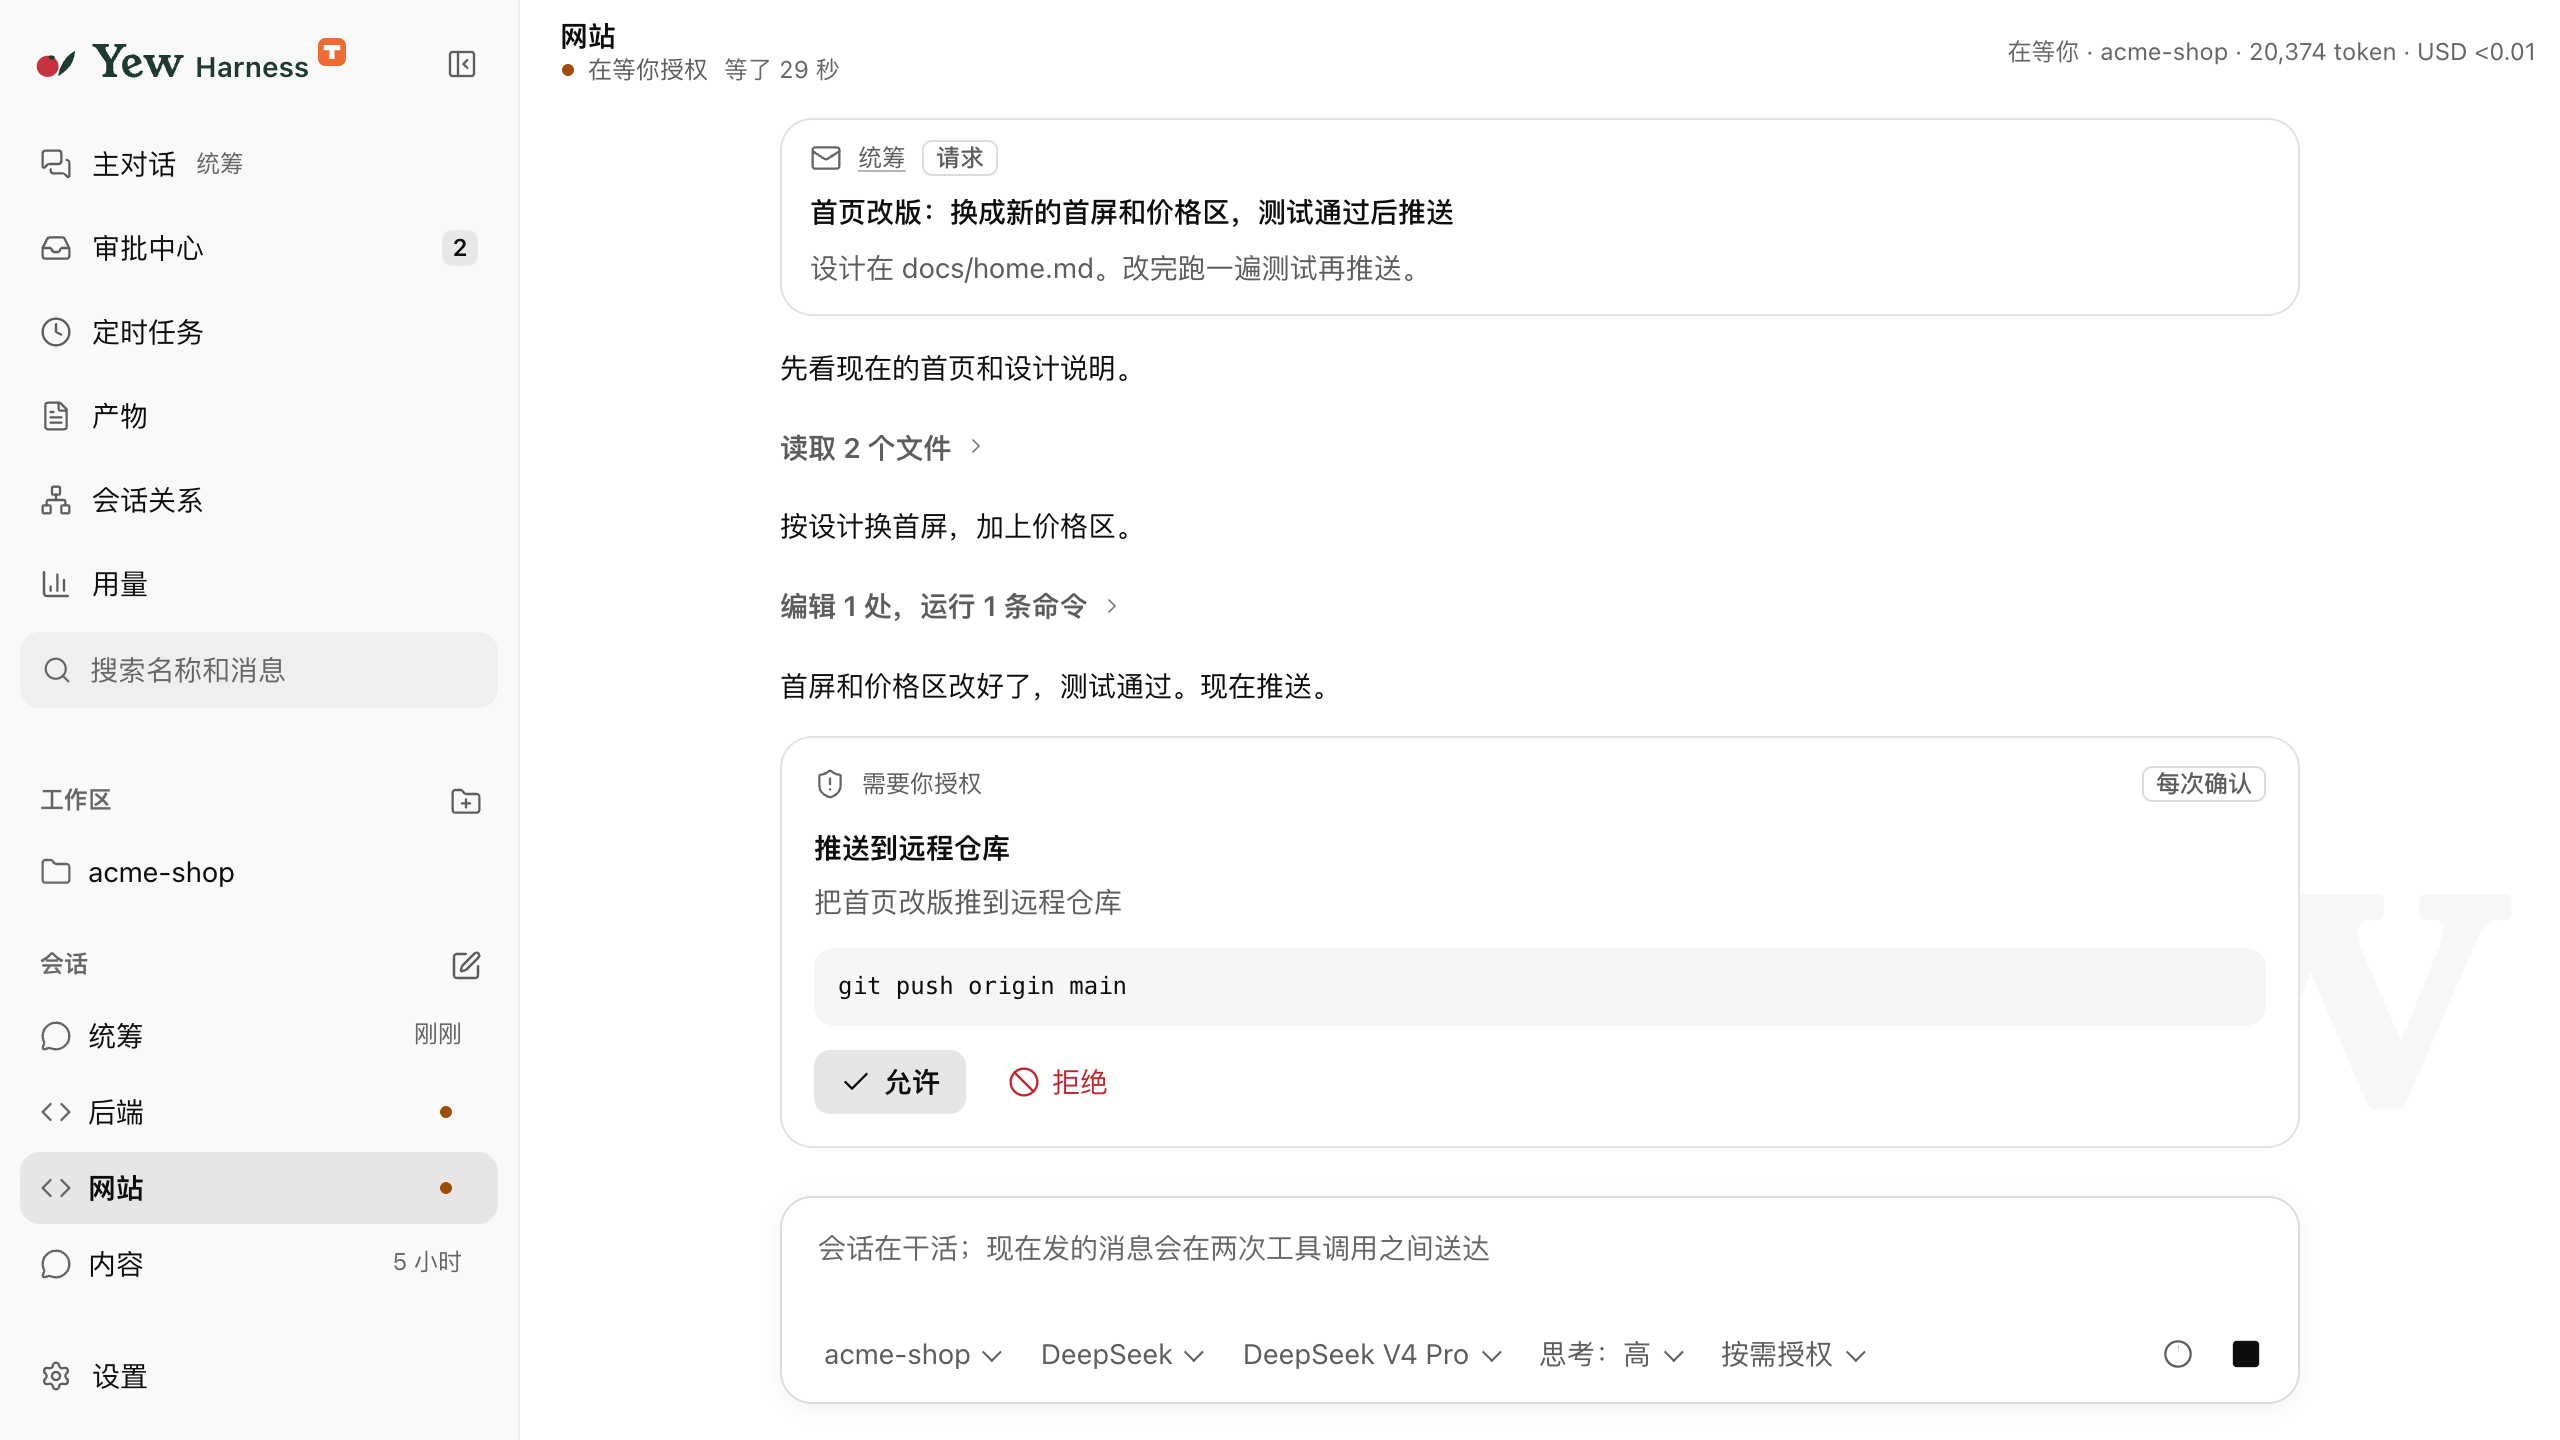 Yew Harness T
主对话 统筹
审批中心 2
定时任务
产物
会话关系
用量
搜索名称和消息
工作区
acme-shop
会话
统筹 刚刚
后端
网站
内容 5 小时
设置
网站
在等你授权 等了 29 秒
在等你 · acme-shop · 20,374 token · USD <0.01
统筹 请求
首页改版：换成新的首屏和价格区，测试通过后推送
设计在 docs/home.md。改完跑一遍测试再推送。
先看现在的首页和设计说明。
读取 2 个文件
按设计换首屏，加上价格区。
编辑 1 处，运行 1 条命令
首屏和价格区改好了，测试通过。现在推送。
需要你授权 每次确认
推送到远程仓库
把首页改版推到远程仓库
git push origin main
允许 拒绝
会话在干活；现在发的消息会在两次工具调用之间送达
acme-shop DeepSeek DeepSeek V4 Pro 思考：高 按需授权